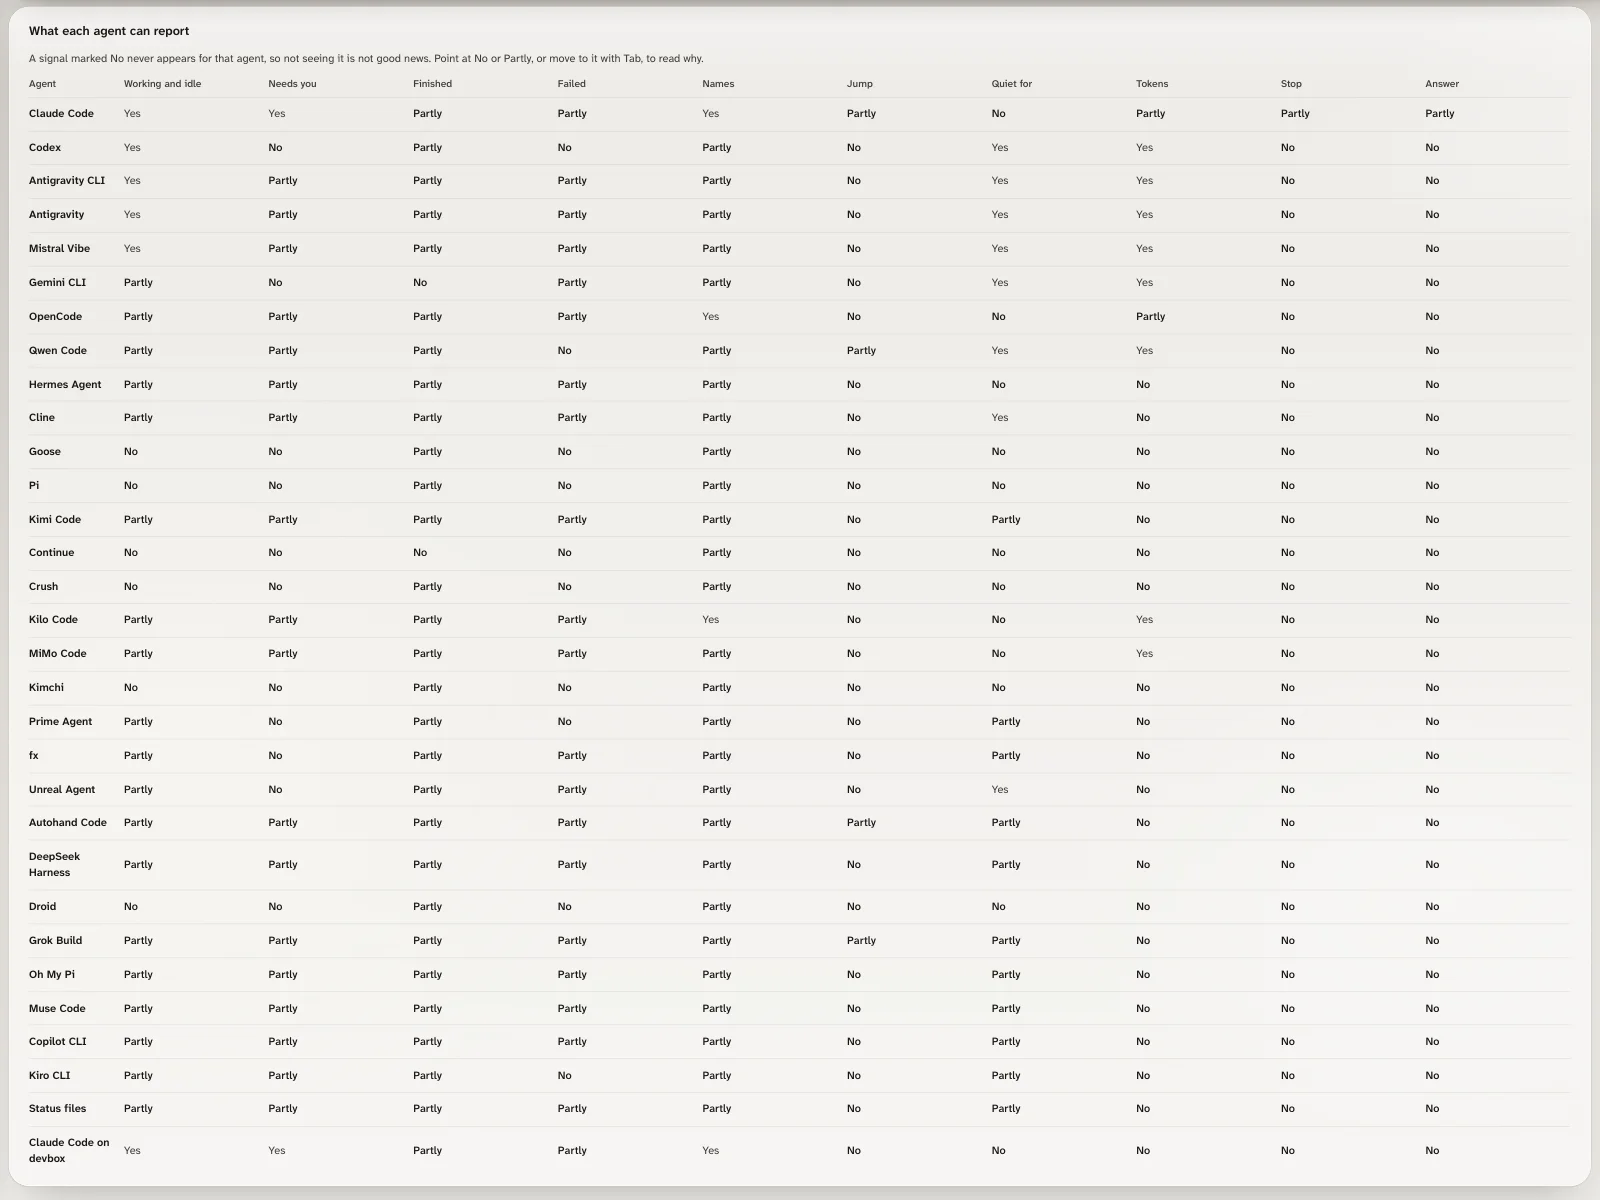 What each agent can report
A signal marked No never appears for that agent, so not seeing it is not good news. Point at No or Partly, or move to it with Tab, to read why.
Agent Working and idle Needs you Finished Failed Names Jump Quiet for Tokens Stop Answer
Claude Code Yes Yes Partly Partly Yes Partly No Partly Partly Partly
Codex Yes No Partly No Partly No Yes Yes No No
Antigravity CLI Yes Partly Partly Partly Partly No Yes Yes No No
Antigravity Yes Partly Partly Partly Partly No Yes Yes No No
Mistral Vibe Yes Partly Partly Partly Partly No Yes Yes No No
Gemini CLI Partly No No Partly Partly No Yes Yes No No
OpenCode Partly Partly Partly Partly Yes No No Partly No No
Qwen Code Partly Partly Partly No Partly Partly Yes Yes No No
Hermes Agent Partly Partly Partly Partly Partly No No No No No
Cline Partly Partly Partly Partly Partly No Yes No No No
Goose No No Partly No Partly No No No No No
Pi No No Partly No Partly No No No No No
Kimi Code Partly Partly Partly Partly Partly No Partly No No No
Continue No No No No Partly No No No No No
Crush No No Partly No Partly No No No No No
Kilo Code Partly Partly Partly Partly Yes No No Yes No No
MiMo Code Partly Partly Partly Partly Partly No No Yes No No
Kimchi No No Partly No Partly No No No No No
Prime Agent Partly No Partly No Partly No Partly No No No
fx Partly No Partly Partly Partly No Partly No No No
Unreal Agent Partly No Partly Partly Partly No Yes No No No
Autohand Code Partly Partly Partly Partly Partly Partly Partly No No No
DeepSeek
Harness Partly Partly Partly Partly Partly No Partly No No No
Droid No No Partly No Partly No No No No No
Grok Build Partly Partly Partly Partly Partly Partly Partly No No No
Oh My Pi Partly Partly Partly Partly Partly No Partly No No No
Muse Code Partly Partly Partly Partly Partly No Partly No No No
Copilot CLI Partly Partly Partly Partly Partly No Partly No No No
Kiro CLI Partly Partly Partly No Partly No Partly No No No
Status files Partly Partly Partly Partly Partly No Partly No No No
Claude Code on
devbox Yes Yes Partly Partly Yes No No No No No